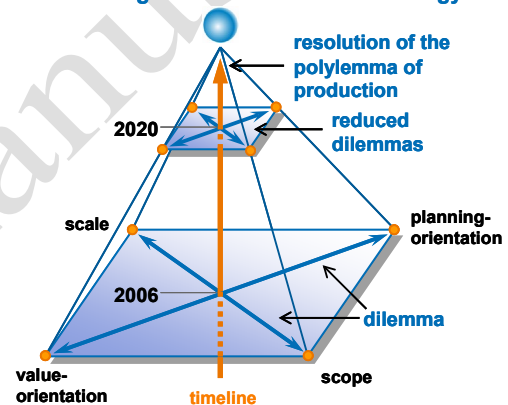 resolution of the
polylemma of
production
2020
reduced
dilemmas
scale
planning-
orientation
2006
dilemma
value-
orientation
timeline
scope